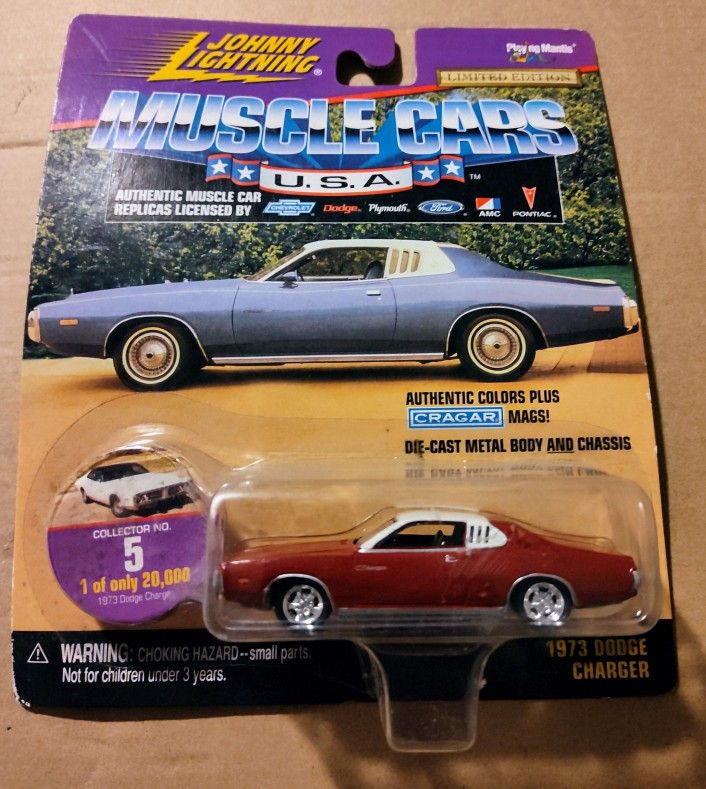 JOHNNY
LIGHTNING®
Playing Mantis®
LIMITED EDITION
MUSCLE CARS
U.S.A.™
AUTHENTIC MUSCLE CAR
REPLICAS LICENSED BY
CHEVROLET Dodge® Plymouth® Ford AMC PONTIAC®
AUTHENTIC COLORS PLUS
CRAGAR MAGS!
DIE-CAST METAL BODY AND CHASSIS
COLLECTOR NO.
5
1 of only 20,000
1973 Dodge Charger
Charger
⚠ WARNING: CHOKING HAZARD--small parts.
Not for children under 3 years.
1973 DODGE
CHARGER